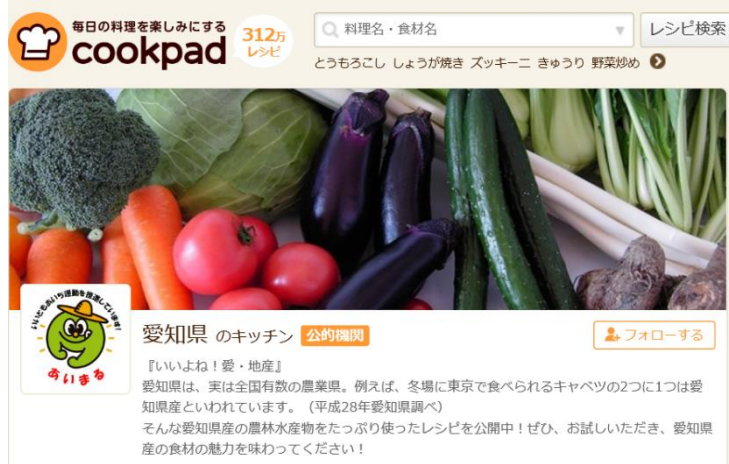 毎日の料理を楽しみにする
cookpad
312万
レシピ
料理名・食材名
レシピ検索
とうもろこし しょうが焼き ズッキーニ きゅうり 野菜炒め
いいともあいち運動を推進しています!
あいまる
愛知県 のキッチン 公的機関
フォローする
『いいよね!愛・地産』
愛知県は、実は全国有数の農業県。例えば、冬場に東京で食べられるキャベツの2つに1つは愛
知県産といわれています。(平成28年愛知県調べ)
そんな愛知県産の農林水産物をたっぷり使ったレシピを公開中!ぜひ、お試しいただき、愛知県
産の食材の魅力を味わってください!